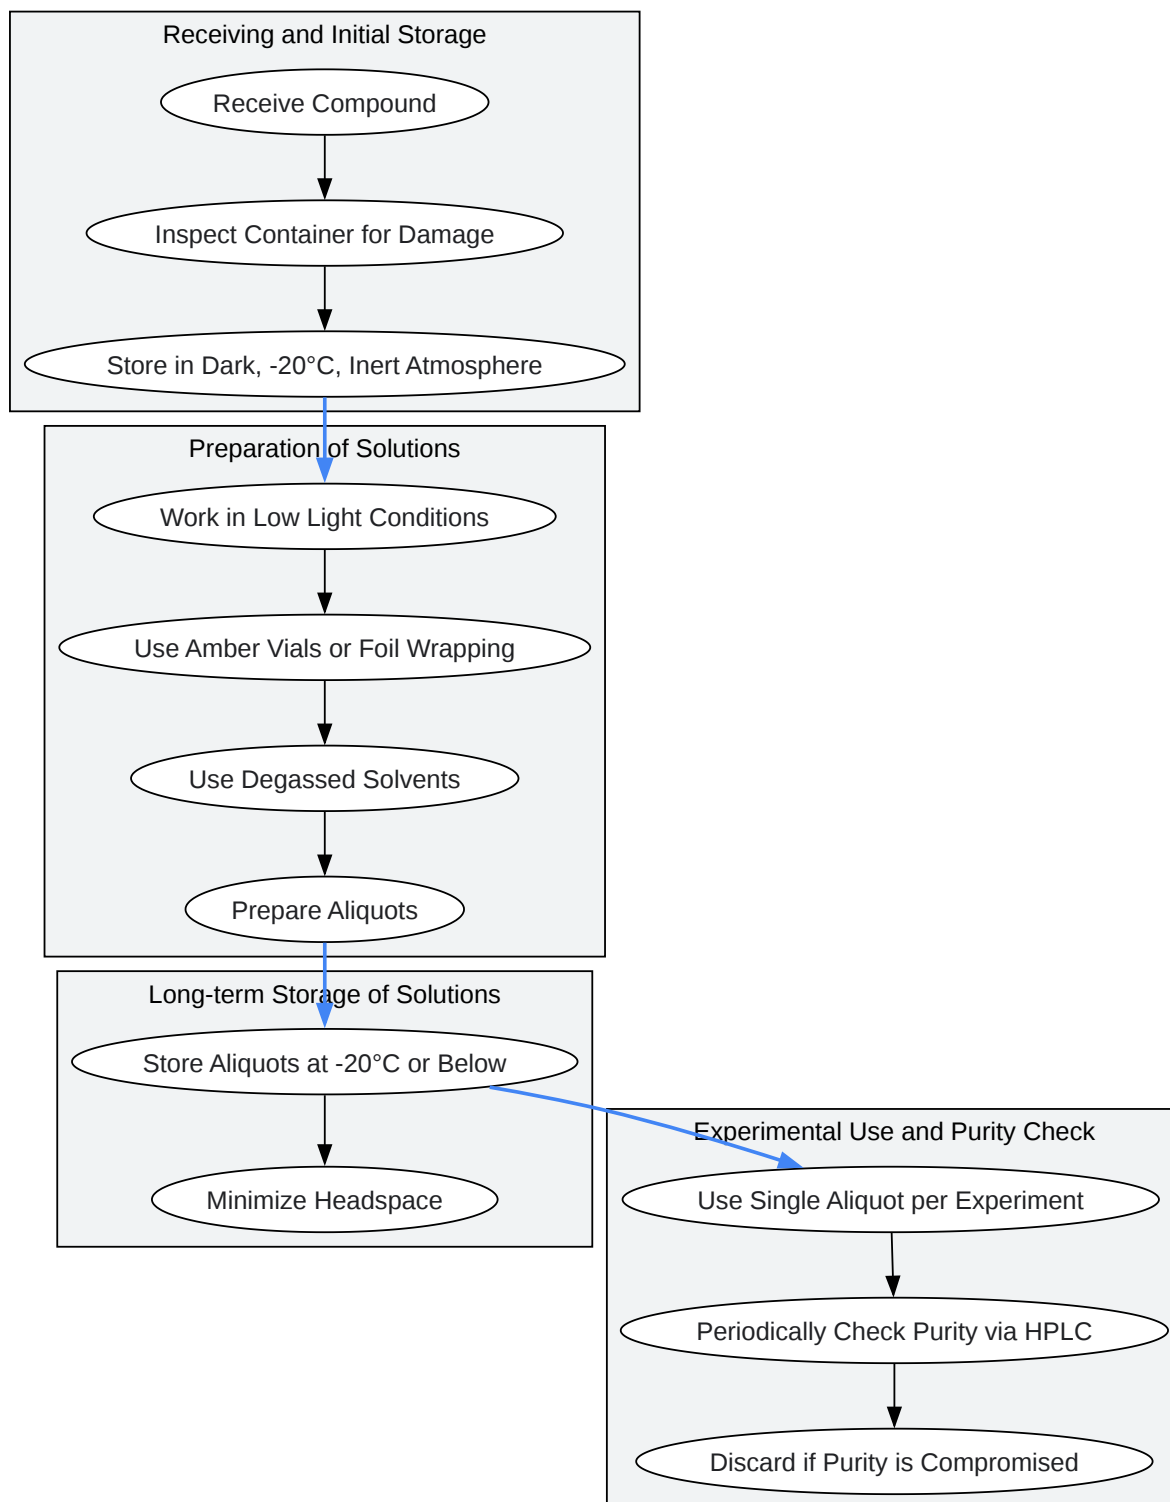 Receiving and Initial Storage
Receive Compound
Inspect Container for Damage
Store in Dark, -20°C, Inert Atmosphere
Preparation of Solutions
Work in Low Light Conditions
Use Amber Vials or Foil Wrapping
Use Degassed Solvents
Prepare Aliquots
Long-term Storage of Solutions
Store Aliquots at -20°C or Below
Minimize Headspace
Experimental Use and Purity Check
Use Single Aliquot per Experiment
Periodically Check Purity via HPLC
Discard if Purity is Compromised